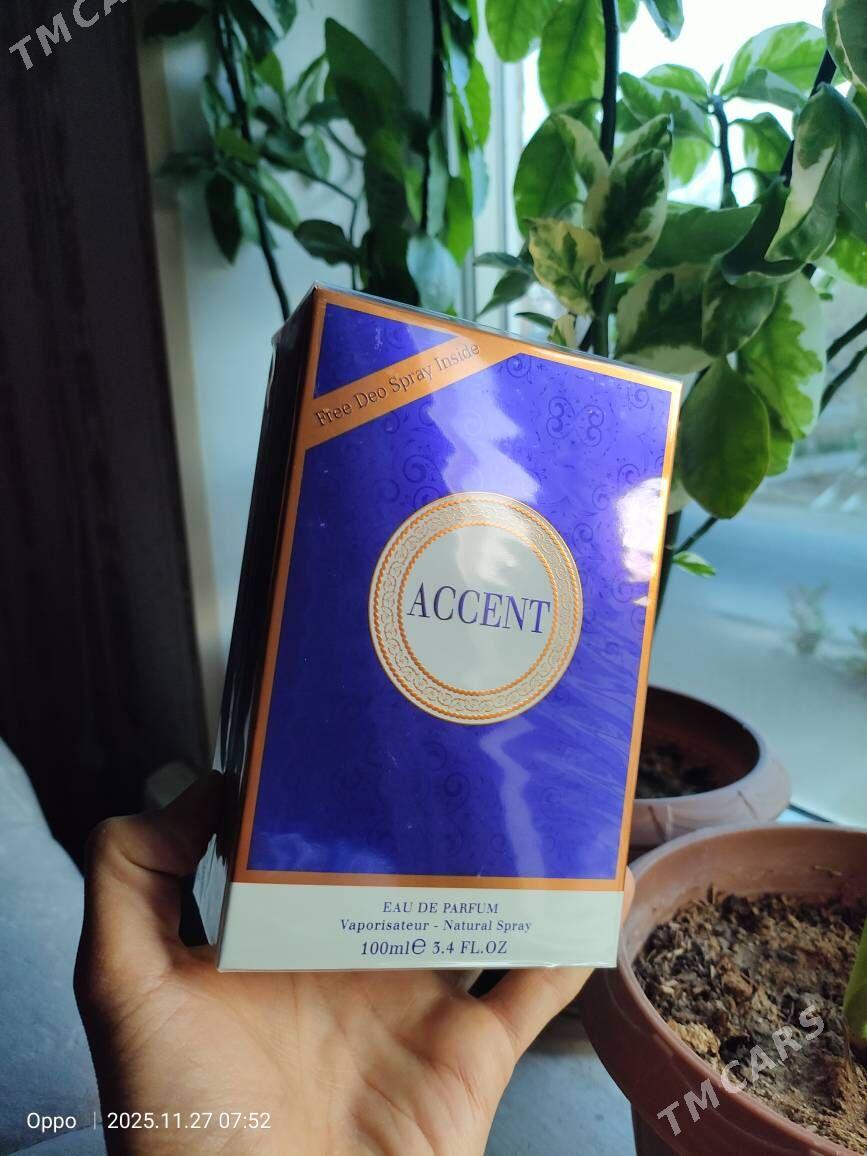 TMCARS
Free Deo Spray Inside
ACCENT
EAU DE PARFUM
Vaporisateur - Natural Spray
100ml℮ 3.4 FL.OZ
TMCARS
Oppo | 2025.11.27 07:52